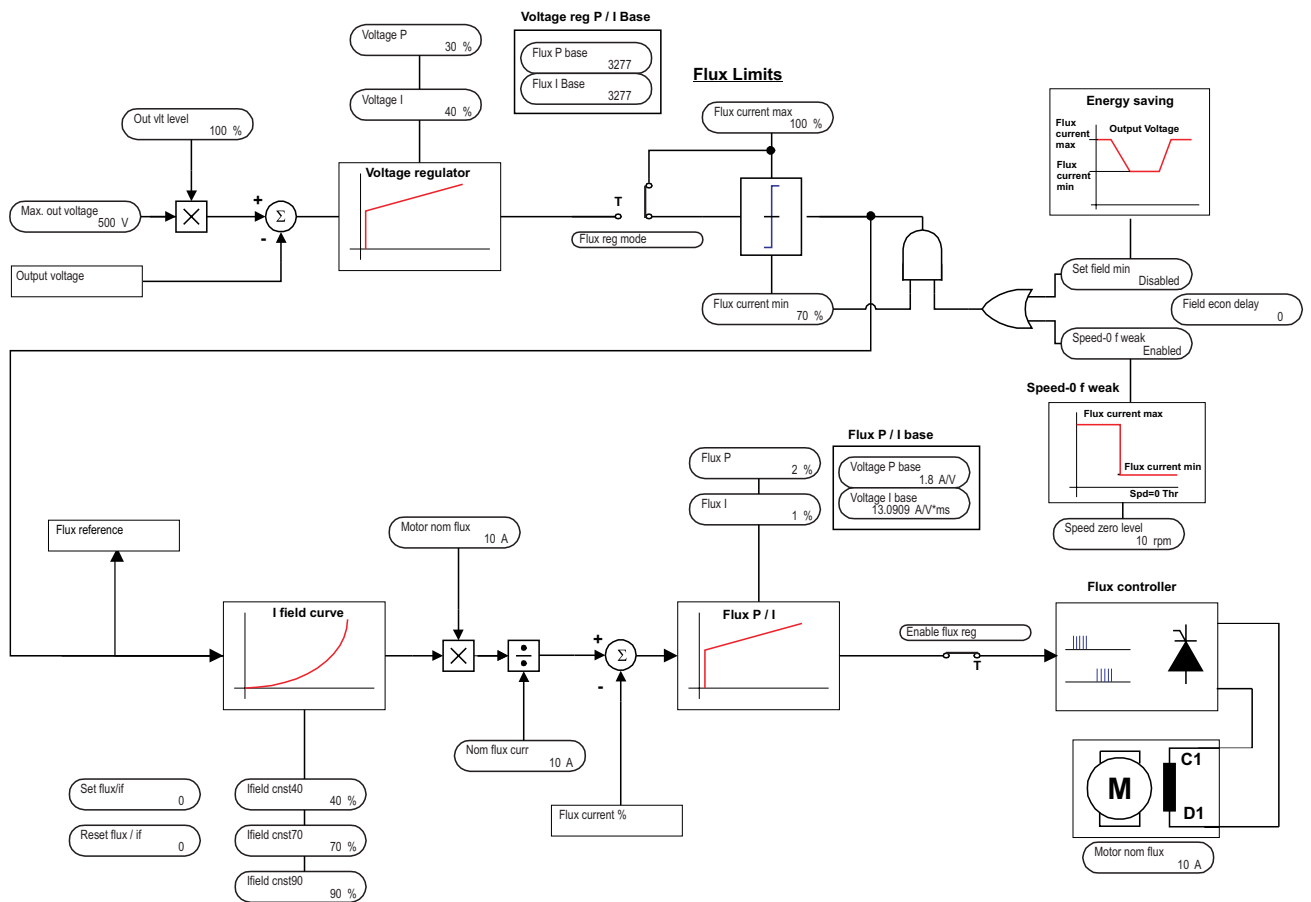 Voltage reg P / I Base
Voltage P
30 %
Flux P base
3277
Flux I Base
3277
Flux Limits
Voltage I
40 %
Out vlt level
100 %
Flux current max
100 %
Energy saving
Flux current max
Output Voltage
Flux current min
Voltage regulator
Max. out voltage
500 V
+
Σ
-
T
Flux reg mode
Output voltage
Set field min
Disabled
Flux current min
70 %
Field econ delay
0
Speed-0 f weak
Enabled
Speed-0 f weak
Flux current max
Flux current min
Spd=0 Thr
Speed zero level
10 rpm
Flux P / I base
Flux P
2 %
Voltage P base
1.8 A/V
Flux I
1 %
Voltage I base
13.0909 A/V*ms
Flux reference
Motor nom flux
10 A
Flux controller
I field curve
Flux P / I
Enable flux reg
+
Σ
-
T
Nom flux curr
10 A
C1
M
D1
Set flux/if
0
Ifield cnst40
40 %
Flux current %
Reset flux / if
0
Ifield cnst70
70 %
Motor nom flux
10 A
Ifield cnst90
90 %